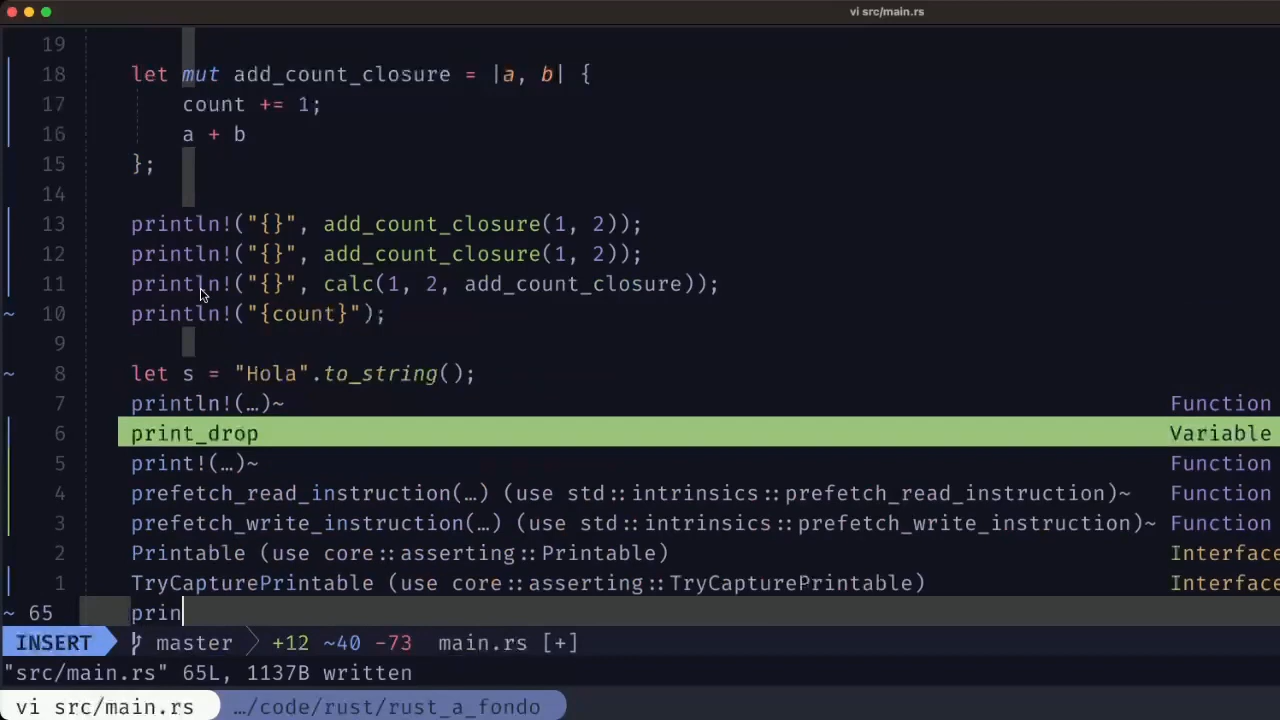 vi src/main.rs
19
18 let mut add_count_closure = |a, b| {
17 count += 1;
16 a + b
15 };
14
13 println!("{}", add_count_closure(1, 2));
12 println!("{}", add_count_closure(1, 2));
11 println!("{}", calc(1, 2, add_count_closure));
~ 10 println!("{count}");
9
~ 8 let s = "Hola".to_string();
7 println!(…)~ Function
6 print_drop Variable
5 print!(…)~ Function
4 prefetch_read_instruction(…) (use std::intrinsics::prefetch_read_instruction)~ Function
3 prefetch_write_instruction(…) (use std::intrinsics::prefetch_write_instruction)~ Function
2 Printable (use core::asserting::Printable) Interface
1 TryCapturePrintable (use core::asserting::TryCapturePrintable) Interface
~ 65 prin
INSERT master +12 ~40 -73 main.rs [+]
"src/main.rs" 65L, 1137B written
vi src/main.rs …/code/rust/rust_a_fondo